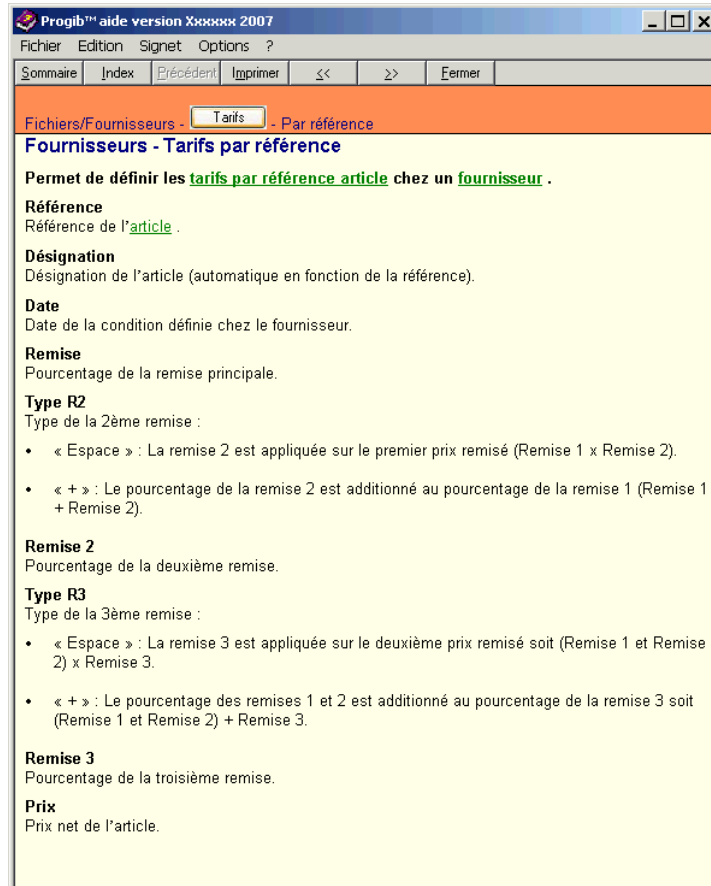 Progib™ aide version Xxxxxx 2007
Fichier Edition Signet Options ?
Sommaire Index Précédent Imprimer << >> Fermer
Fichiers/Fournisseurs - Tarifs - Par référence
Fournisseurs - Tarifs par référence
Permet de définir les tarifs par référence article chez un fournisseur .
Référence
Référence de l'article .
Désignation
Désignation de l'article (automatique en fonction de la référence).
Date
Date de la condition définie chez le fournisseur.
Remise
Pourcentage de la remise principale.
Type R2
Type de la 2ème remise :
• « Espace » : La remise 2 est appliquée sur le premier prix remisé (Remise 1 x Remise 2).
• « + » : Le pourcentage de la remise 2 est additionné au pourcentage de la remise 1 (Remise 1
+ Remise 2).
Remise 2
Pourcentage de la deuxième remise.
Type R3
Type de la 3ème remise :
• « Espace » : La remise 3 est appliquée sur le deuxième prix remisé soit (Remise 1 et Remise
2) x Remise 3.
• « + » : Le pourcentage des remises 1 et 2 est additionné au pourcentage de la remise 3 soit
(Remise 1 et Remise 2) + Remise 3.
Remise 3
Pourcentage de la troisième remise.
Prix
Prix net de l'article.